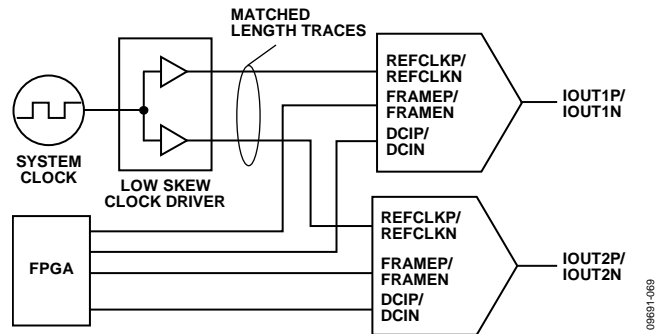 MATCHED
LENGTH TRACES
REFCLKP/
REFCLKN
FRAMEP/
FRAMEN
DCIP/
DCIN
IOUT1P/
IOUT1N
SYSTEM
CLOCK
LOW SKEW
CLOCK DRIVER
FPGA
REFCLKP/
REFCLKN
FRAMEP/
FRAMEN
DCIP/
DCIN
IOUT2P/
IOUT2N
09691-069